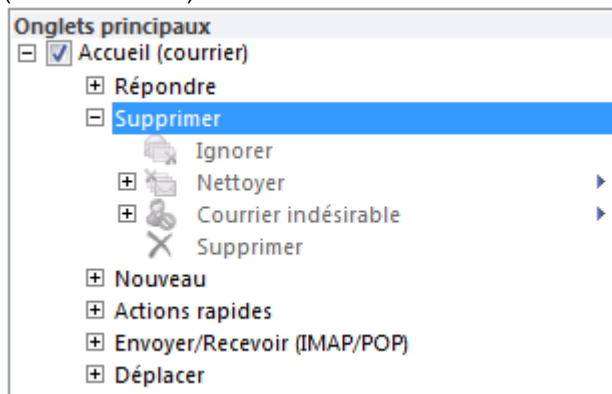 Onglets principaux
Accueil (courrier)
Répondre
Supprimer
Ignorer
Nettoyer
Courrier indésirable
Supprimer
Nouveau
Actions rapides
Envoyer/Recevoir (IMAP/POP)
Déplacer